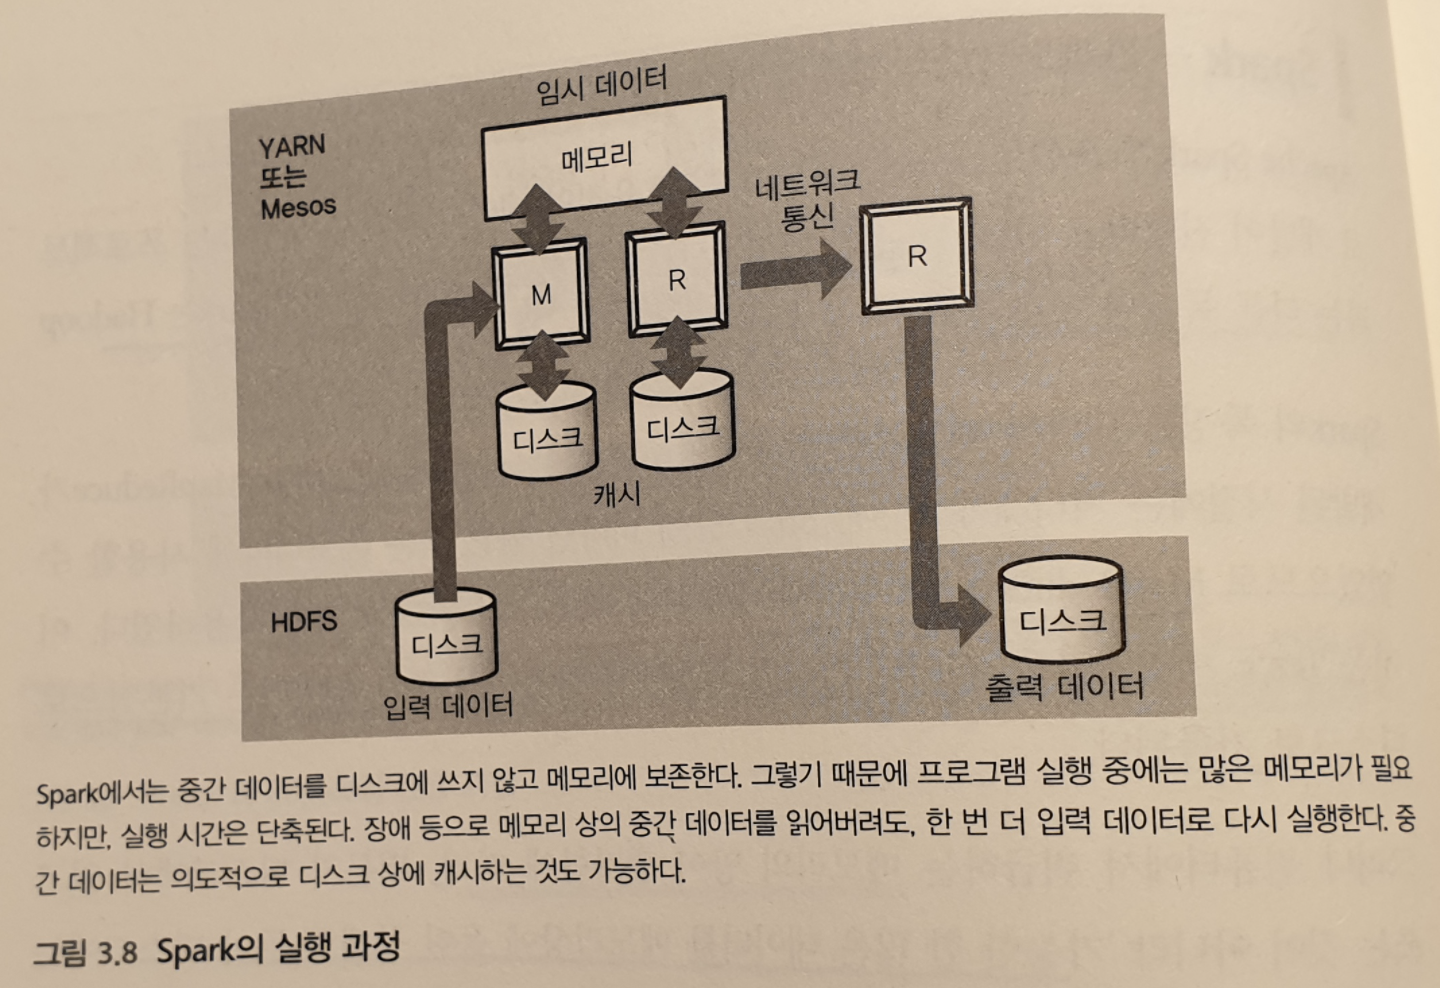 임시 데이터
YARN
또는
Mesos
메모리
네트워크
통신
M
R
R
디스크
디스크
캐시
HDFS
디스크
입력 데이터
디스크
출력 데이터
Spark에서는 중간 데이터를 디스크에 쓰지 않고 메모리에 보존한다. 그렇기 때문에 프로그램 실행 중에는 많은 메모리가 필요
하지만, 실행 시간은 단축된다. 장애 등으로 메모리 상의 중간 데이터를 잃어버려도, 한 번 더 입력 데이터로 다시 실행한다. 중
간 데이터는 의도적으로 디스크 상에 캐시하는 것도 가능하다.
그림 3.8 Spark의 실행 과정